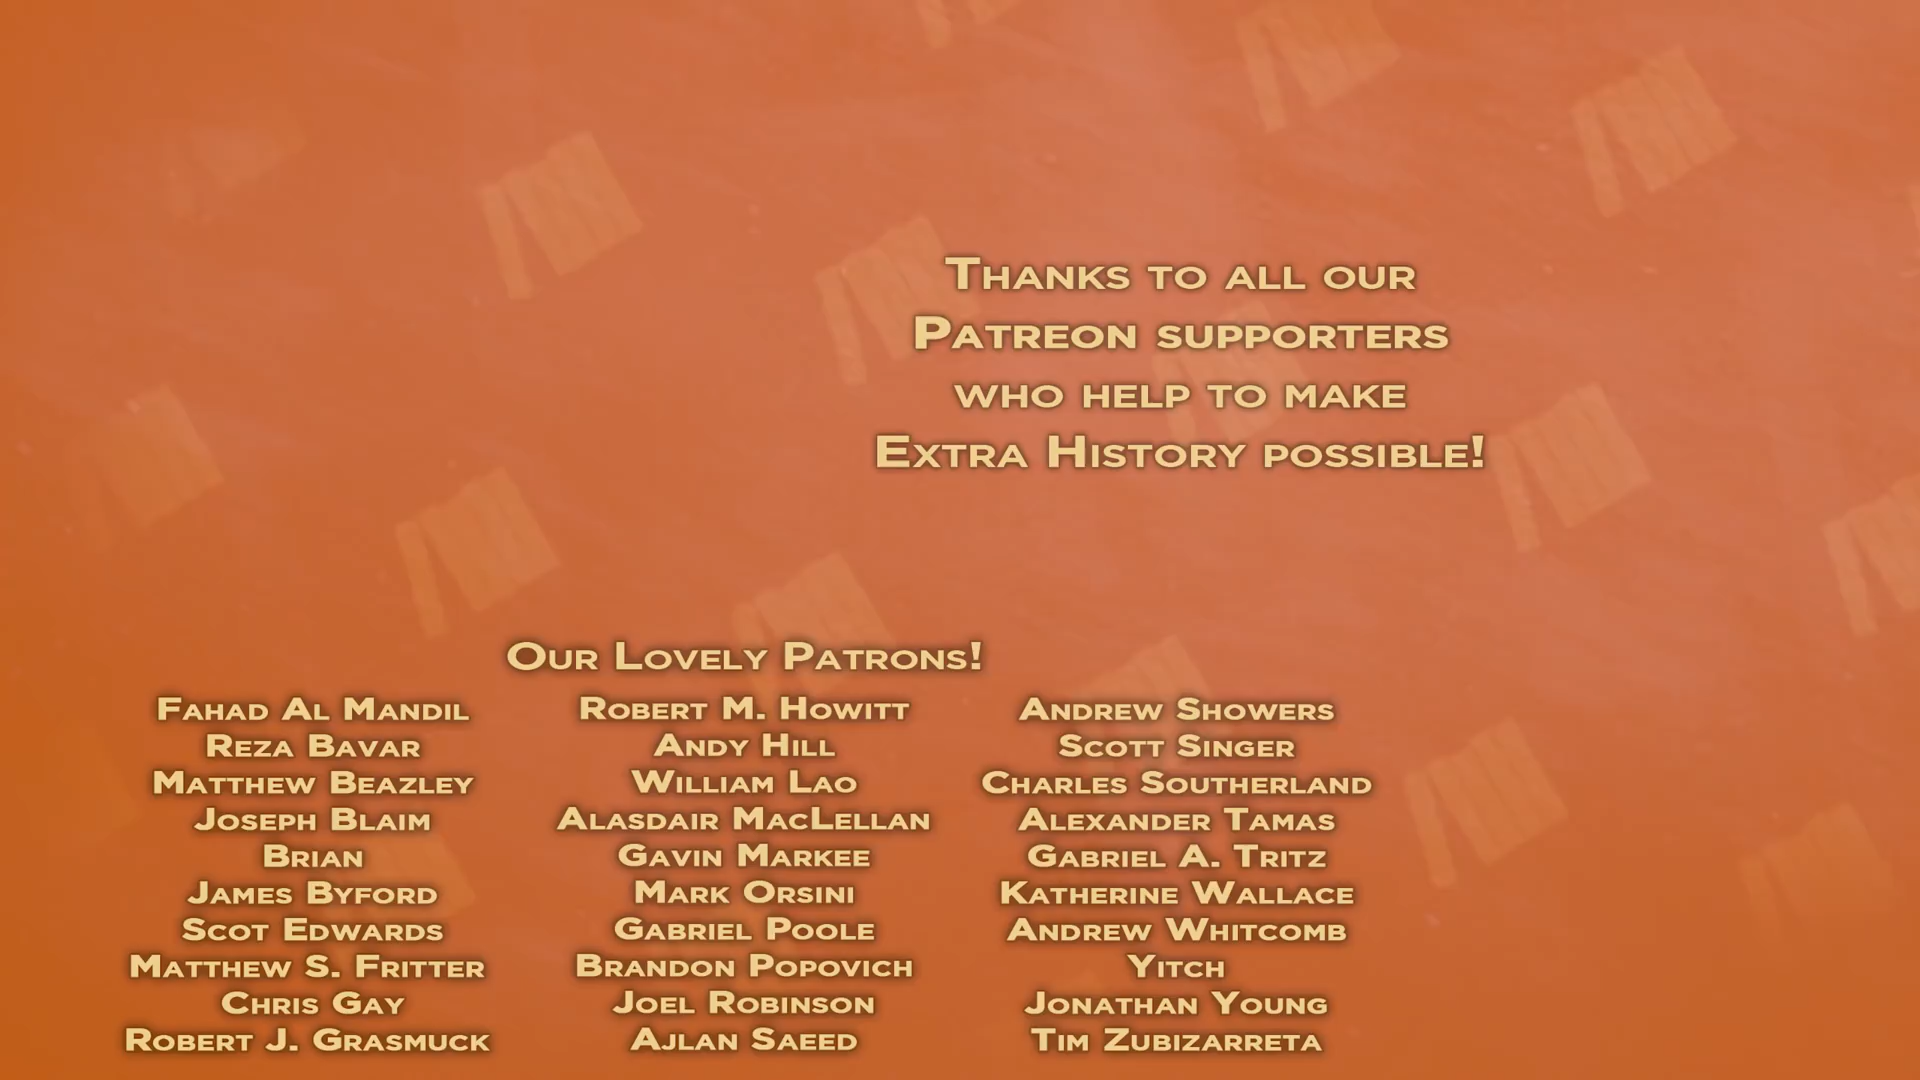 Thanks to all our
Patreon supporters
who help to make
Extra History possible!
Our Lovely Patrons!
Fahad Al Mandil
Reza Bavar
Matthew Beazley
Joseph Blaim
Brian
James Byford
Scot Edwards
Matthew S. Fritter
Chris Gay
Robert J. Grasmuck
Robert M. Howitt
Andy Hill
William Lao
Alasdair MacLellan
Gavin Markee
Mark Orsini
Gabriel Poole
Brandon Popovich
Joel Robinson
Ajlan Saeed
Andrew Showers
Scott Singer
Charles Southerland
Alexander Tamas
Gabriel A. Tritz
Katherine Wallace
Andrew Whitcomb
Yitch
Jonathan Young
Tim Zubizarreta